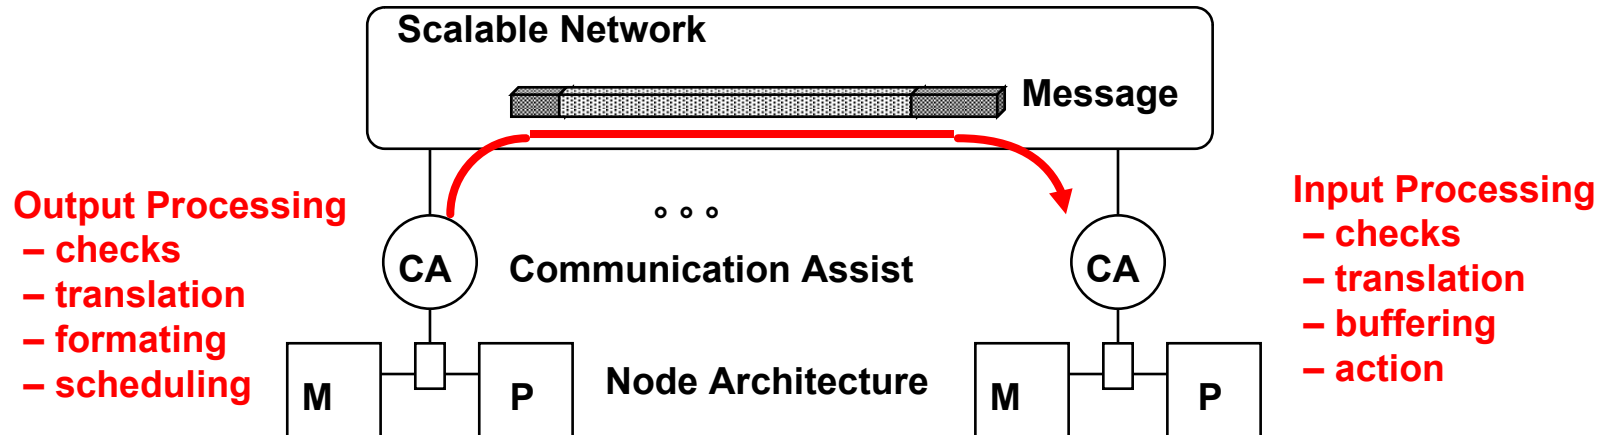 Scalable Network
Message
Output Processing
– checks
– translation
– formating
– scheduling
CA
Communication Assist
CA
Input Processing
– checks
– translation
– buffering
– action
M
P
Node Architecture
M
P